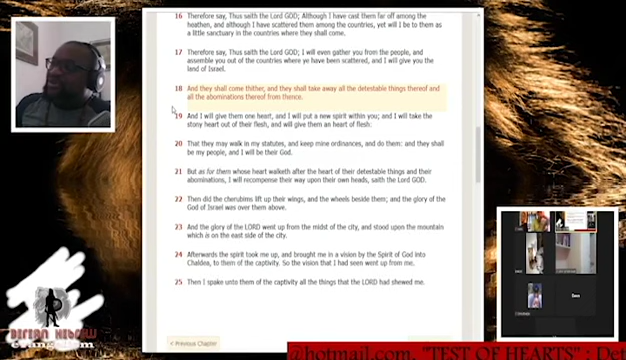 16 Therefore say, Thus saith the Lord GOD; Although I have cast them far off among the
heathen, and although I have scattered them among the countries, yet will I be to them as
a little sanctuary in the countries where they shall come.
17 Therefore say, Thus saith the Lord GOD; I will even gather you from the people, and
assemble you out of the countries where ye have been scattered, and I will give you the
land of Israel.
18 And they shall come thither, and they shall take away all the detestable things thereof and
all the abominations thereof from thence.
19 And I will give them one heart, and I will put a new spirit within you; and I will take the
stony heart out of their flesh, and will give them an heart of flesh:
20 That they may walk in my statutes, and keep mine ordinances, and do them: and they shall
be my people, and I will be their God.
21 But as for them whose heart walketh after the heart of their detestable things and their
abominations, I will recompense their way upon their own heads, saith the Lord GOD.
22 Then did the cherubims lift up their wings, and the wheels beside them; and the glory of the
God of Israel was over them above.
23 And the glory of the LORD went up from the midst of the city, and stood upon the mountain
which is on the east side of the city.
24 Afterwards the spirit took me up, and brought me in a vision by the Spirit of God into
Chaldea, to them of the captivity. So the vision that I had seen went up from me.
25 Then I spake unto them of the captivity all the things that the LORD had shewed me.
< Previous Chapter
BEREAN HEBREW
@hotmail.com, "TEST OF HEARTS" : De